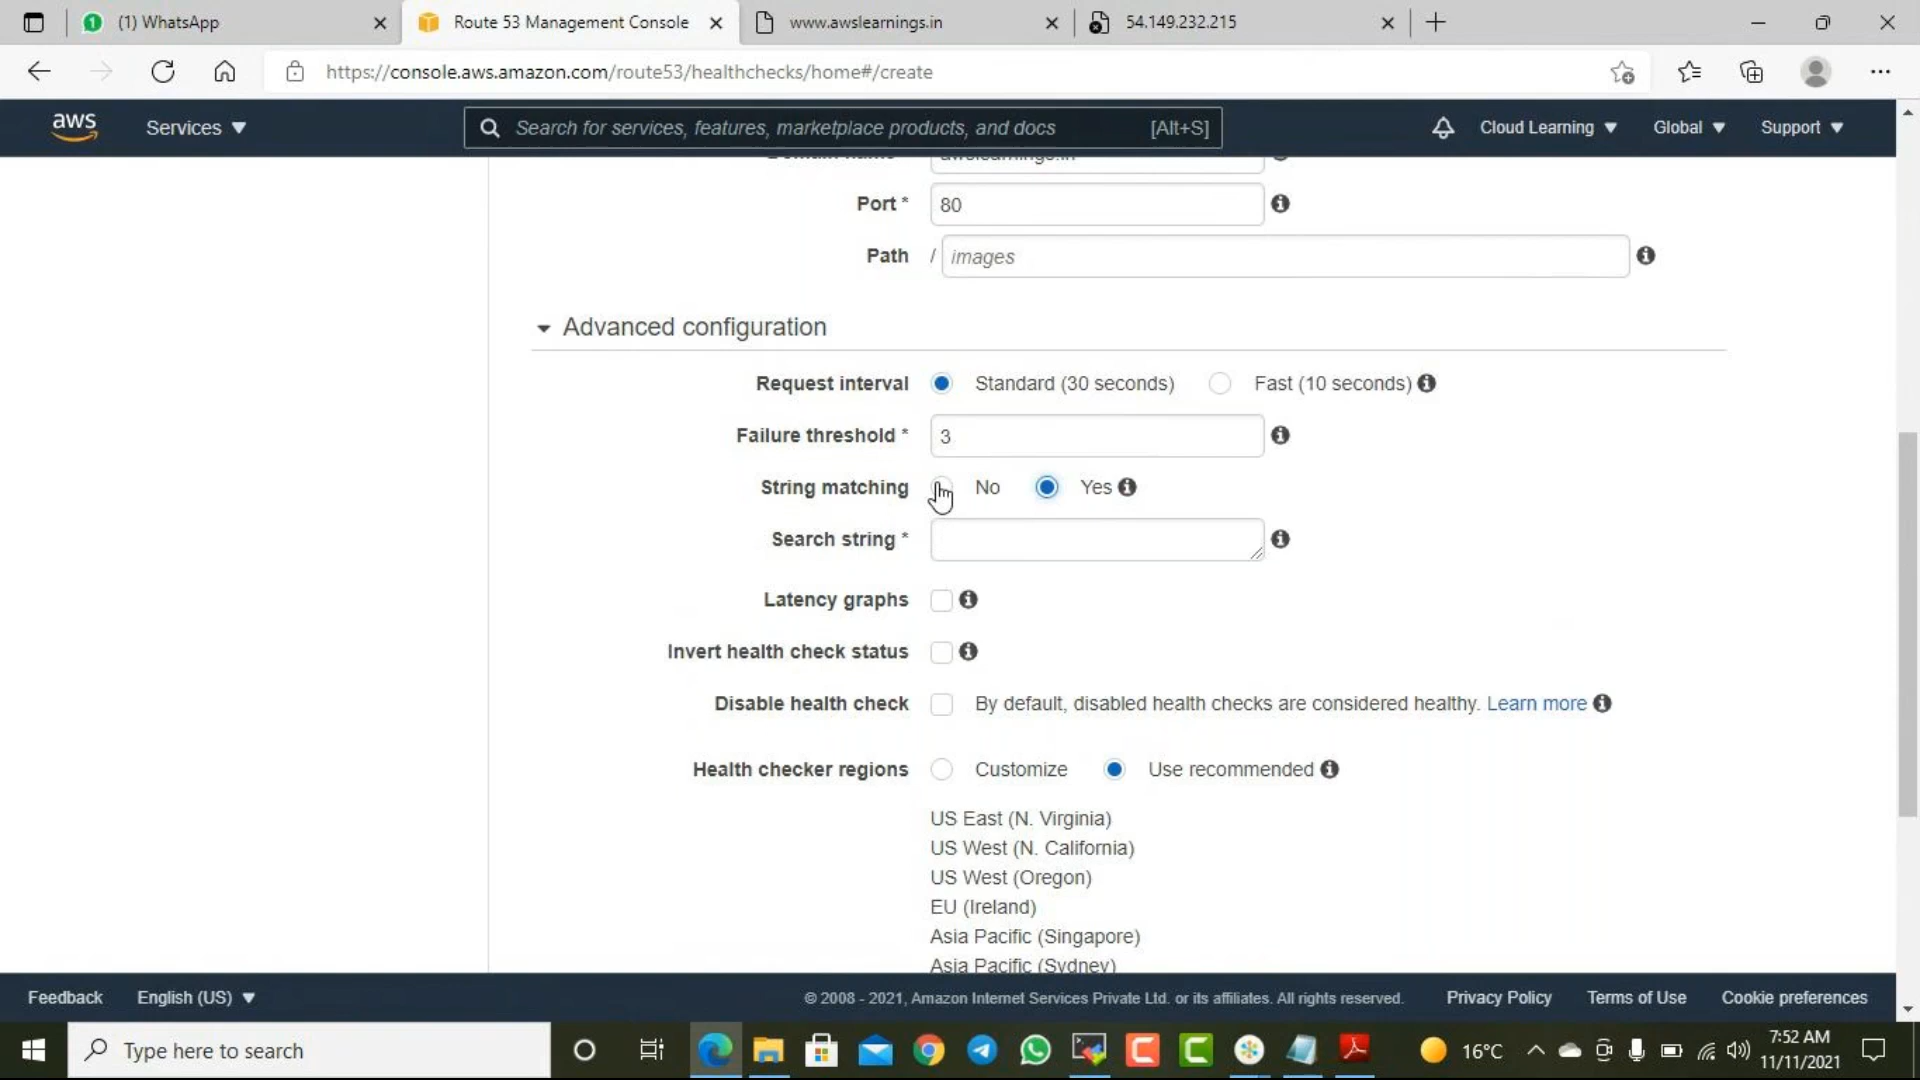 (1) WhatsApp
Route 53 Management Console
www.awslearnings.in
54.149.232.215
https://console.aws.amazon.com/route53/healthchecks/home#/create
aws
Services
Search for services, features, marketplace products, and docs [Alt+S]
Cloud Learning
Global
Support
Domain name awslearnings.in
Port * 80
Path / images
Advanced configuration
Request interval Standard (30 seconds) Fast (10 seconds)
Failure threshold * 3
String matching No Yes
Search string *
Latency graphs
Invert health check status
Disable health check By default, disabled health checks are considered healthy. Learn more
Health checker regions Customize Use recommended
US East (N. Virginia)
US West (N. California)
US West (Oregon)
EU (Ireland)
Asia Pacific (Singapore)
Asia Pacific (Sydney)
Feedback English (US) © 2008 - 2021, Amazon Internet Services Private Ltd. or its affiliates. All rights reserved. Privacy Policy Terms of Use Cookie preferences
Type here to search
16°C
7:52 AM
11/11/2021